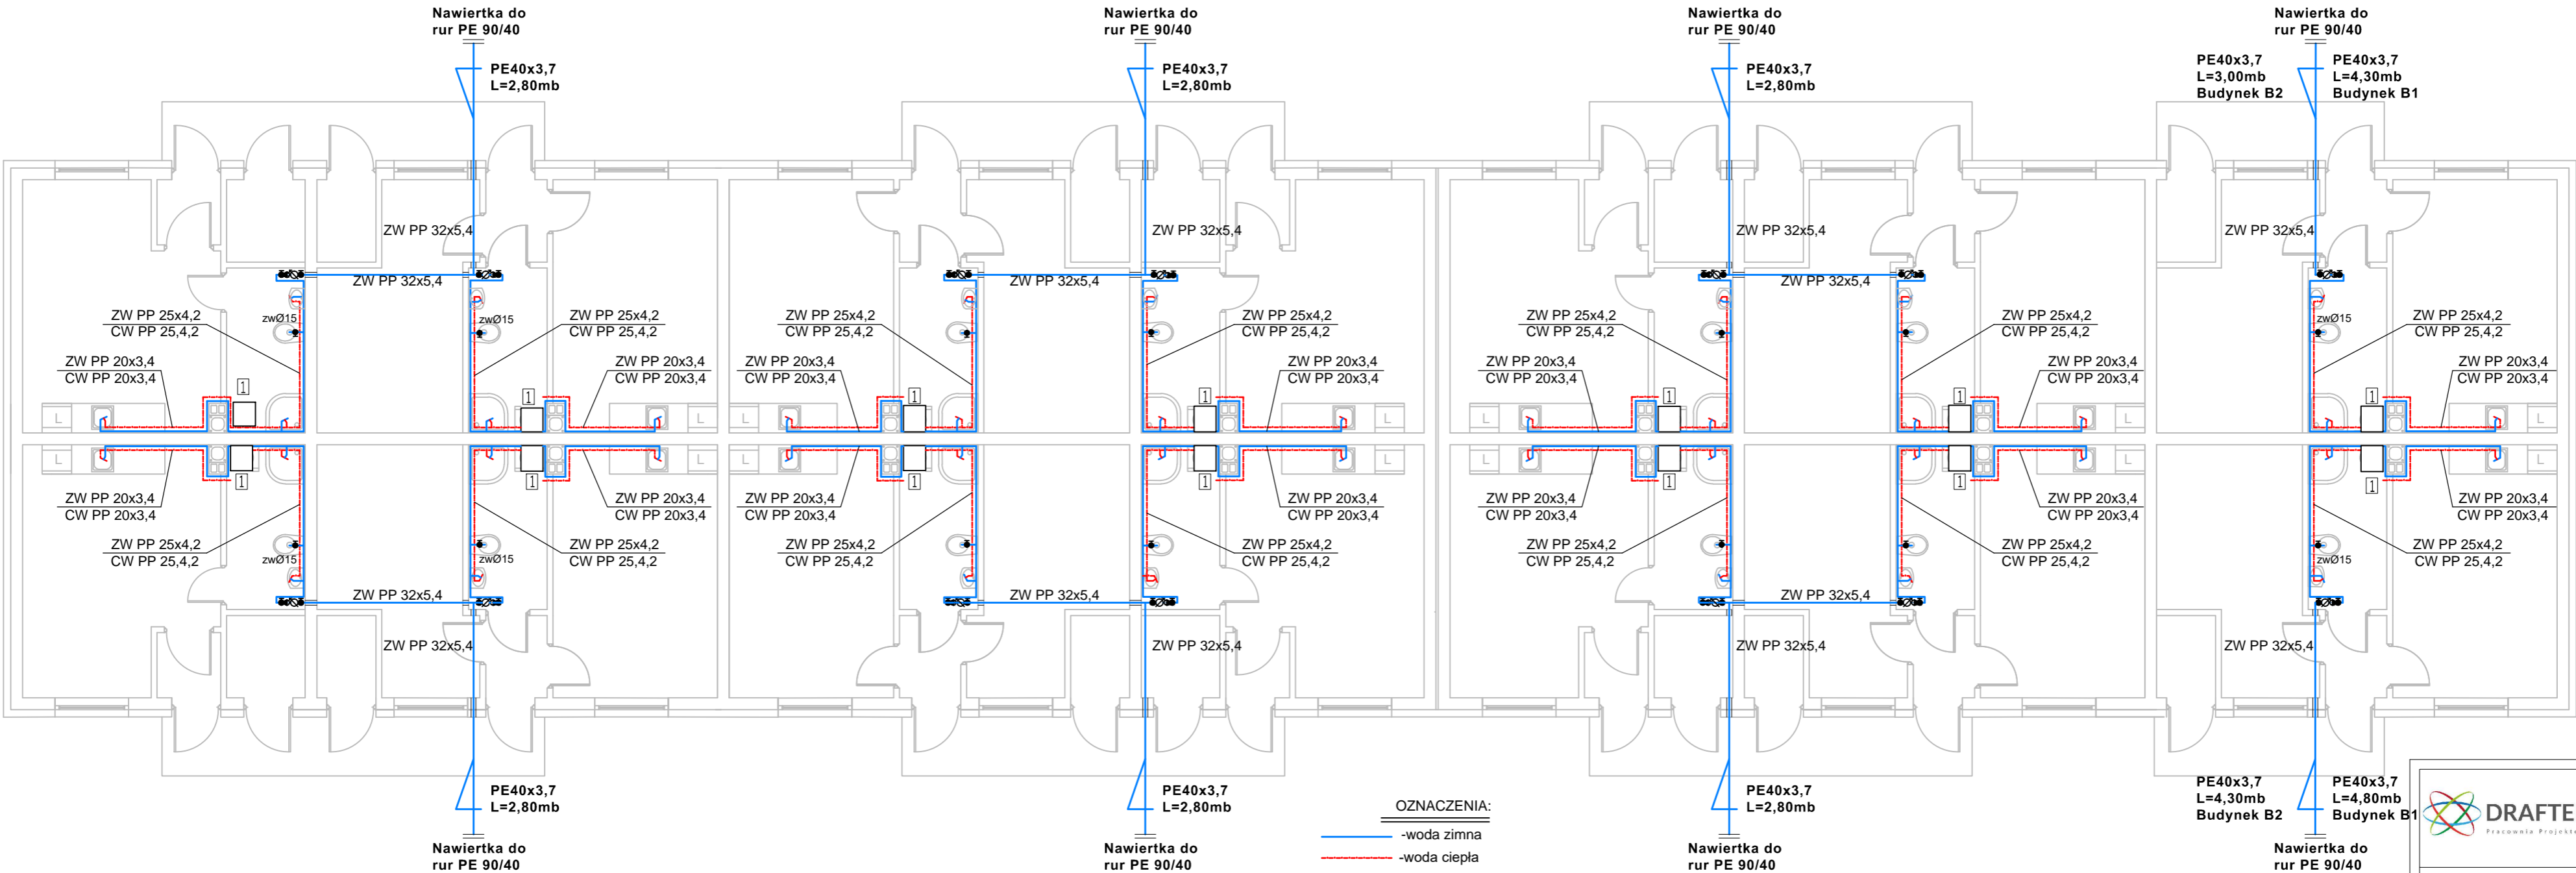 Nawiertka do
rur PE 90/40
Nawiertka do
rur PE 90/40
Nawiertka do
rur PE 90/40
Nawiertka do
rur PE 90/40
PE40x3,7
L=2,80mb
PE40x3,7
L=2,80mb
PE40x3,7
L=2,80mb
PE40x3,7
L=3,00mb
Budynek B2
PE40x3,7
L=4,30mb
Budynek B1
ZW PP 32x5,4
ZW PP 32x5,4
ZW PP 32x5,4
ZW PP 32x5,4
ZW PP 32x5,4
ZW PP 32x5,4
ZW PP 32x5,4
ZW PP 25x4,2
CW PP 25,4,2
zwØ15
zwØ15
ZW PP 25x4,2
CW PP 25,4,2
ZW PP 25x4,2
CW PP 25,4,2
ZW PP 25x4,2
CW PP 25,4,2
ZW PP 25x4,2
CW PP 25,4,2
ZW PP 25x4,2
CW PP 25,4,2
zwØ15
ZW PP 25x4,2
CW PP 25,4,2
ZW PP 20x3,4
CW PP 20x3,4
ZW PP 20x3,4
CW PP 20x3,4
ZW PP 20x3,4
CW PP 20x3,4
ZW PP 20x3,4
CW PP 20x3,4
ZW PP 20x3,4
CW PP 20x3,4
ZW PP 20x3,4
CW PP 20x3,4
ZW PP 20x3,4
CW PP 20x3,4
1
1
1
1
1
1
1
L
L
L
L
L
L
L
L
L
L
L
L
L
L
1
1
1
1
1
1
1
ZW PP 20x3,4
CW PP 20x3,4
ZW PP 20x3,4
CW PP 20x3,4
ZW PP 20x3,4
CW PP 20x3,4
ZW PP 20x3,4
CW PP 20x3,4
ZW PP 20x3,4
CW PP 20x3,4
ZW PP 20x3,4
CW PP 20x3,4
ZW PP 20x3,4
CW PP 20x3,4
ZW PP 25x4,2
CW PP 25,4,2
zwØ15
zwØ15
ZW PP 25x4,2
CW PP 25,4,2
ZW PP 25x4,2
CW PP 25,4,2
ZW PP 25x4,2
CW PP 25,4,2
ZW PP 25x4,2
CW PP 25,4,2
ZW PP 25x4,2
CW PP 25,4,2
zwØ15
ZW PP 25x4,2
CW PP 25,4,2
ZW PP 32x5,4
ZW PP 32x5,4
ZW PP 32x5,4
ZW PP 32x5,4
ZW PP 32x5,4
ZW PP 32x5,4
ZW PP 32x5,4
PE40x3,7
L=2,80mb
PE40x3,7
L=2,80mb
PE40x3,7
L=2,80mb
PE40x3,7
L=4,30mb
Budynek B2
PE40x3,7
L=4,80mb
Budynek B1
OZNACZENIA:
-woda zimna
-woda ciepła
Nawiertka do
rur PE 90/40
Nawiertka do
rur PE 90/40
Nawiertka do
rur PE 90/40
Nawiertka do
rur PE 90/40
DRAFTE
Pracownia Projekt